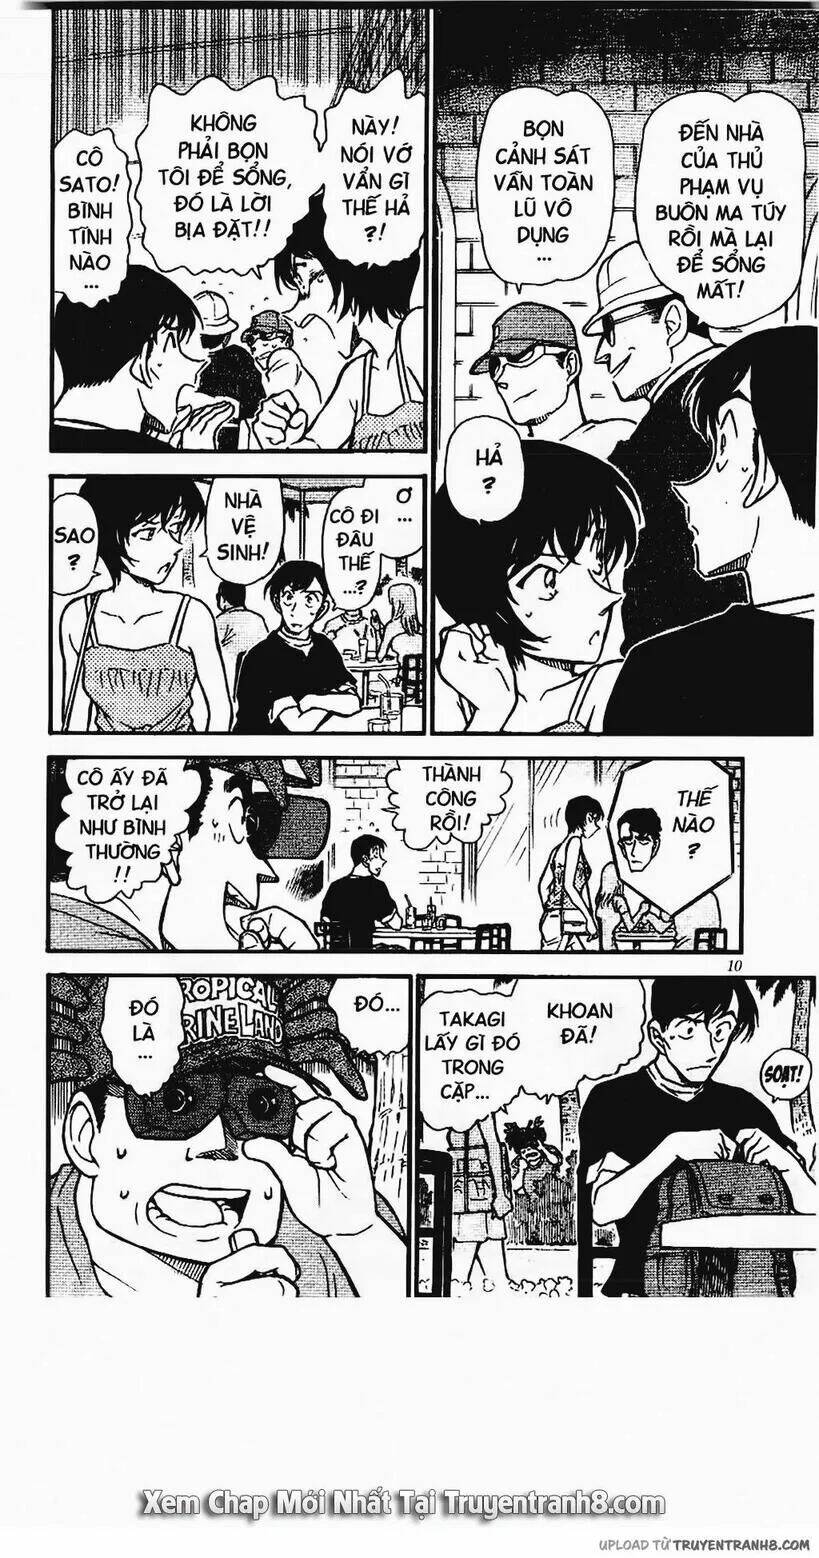 ĐẾN NHÀ
CỦA THỦ
PHẠM VỤ
BUÔN MA TÚY
RỒI MÀ LẠI
ĐỂ SỔNG
MẤT!
BỌN
CẢNH SÁT
VẪN TOÀN
LŨ VÔ
DỤNG
...
HẢ
?
NÀY!
NÓI VỚ
VẨN GÌ
THẾ HẢ
?!
KHÔNG
PHẢI BỌN
TÔI ĐỂ SỔNG,
ĐÓ LÀ LỜI
BỊA ĐẶT!!
CÔ
SATO!
BÌNH
TĨNH NÀO
...
Ơ
...
CÔ ĐI
ĐÂU
THẾ
...?
NHÀ
VỆ
SINH!
SAO
?
THẾ
NÀO
?
THÀNH
CÔNG
RỒI!
CÔ ẤY ĐÃ
TRỞ LẠI
NHƯ BÌNH
THƯỜNG
!!
10
SOẠT!
KHOAN
ĐÃ!
TAKAGI
LẤY GÌ ĐÓ
TRONG
CẶP...
ĐÓ...
ĐÓ
LÀ
...
TROPICAL
RINE LAND
Xem Chap Mới Nhất Tại Truyentranh8.com
UPLOAD TỪ TRUYENTRANH8.COM